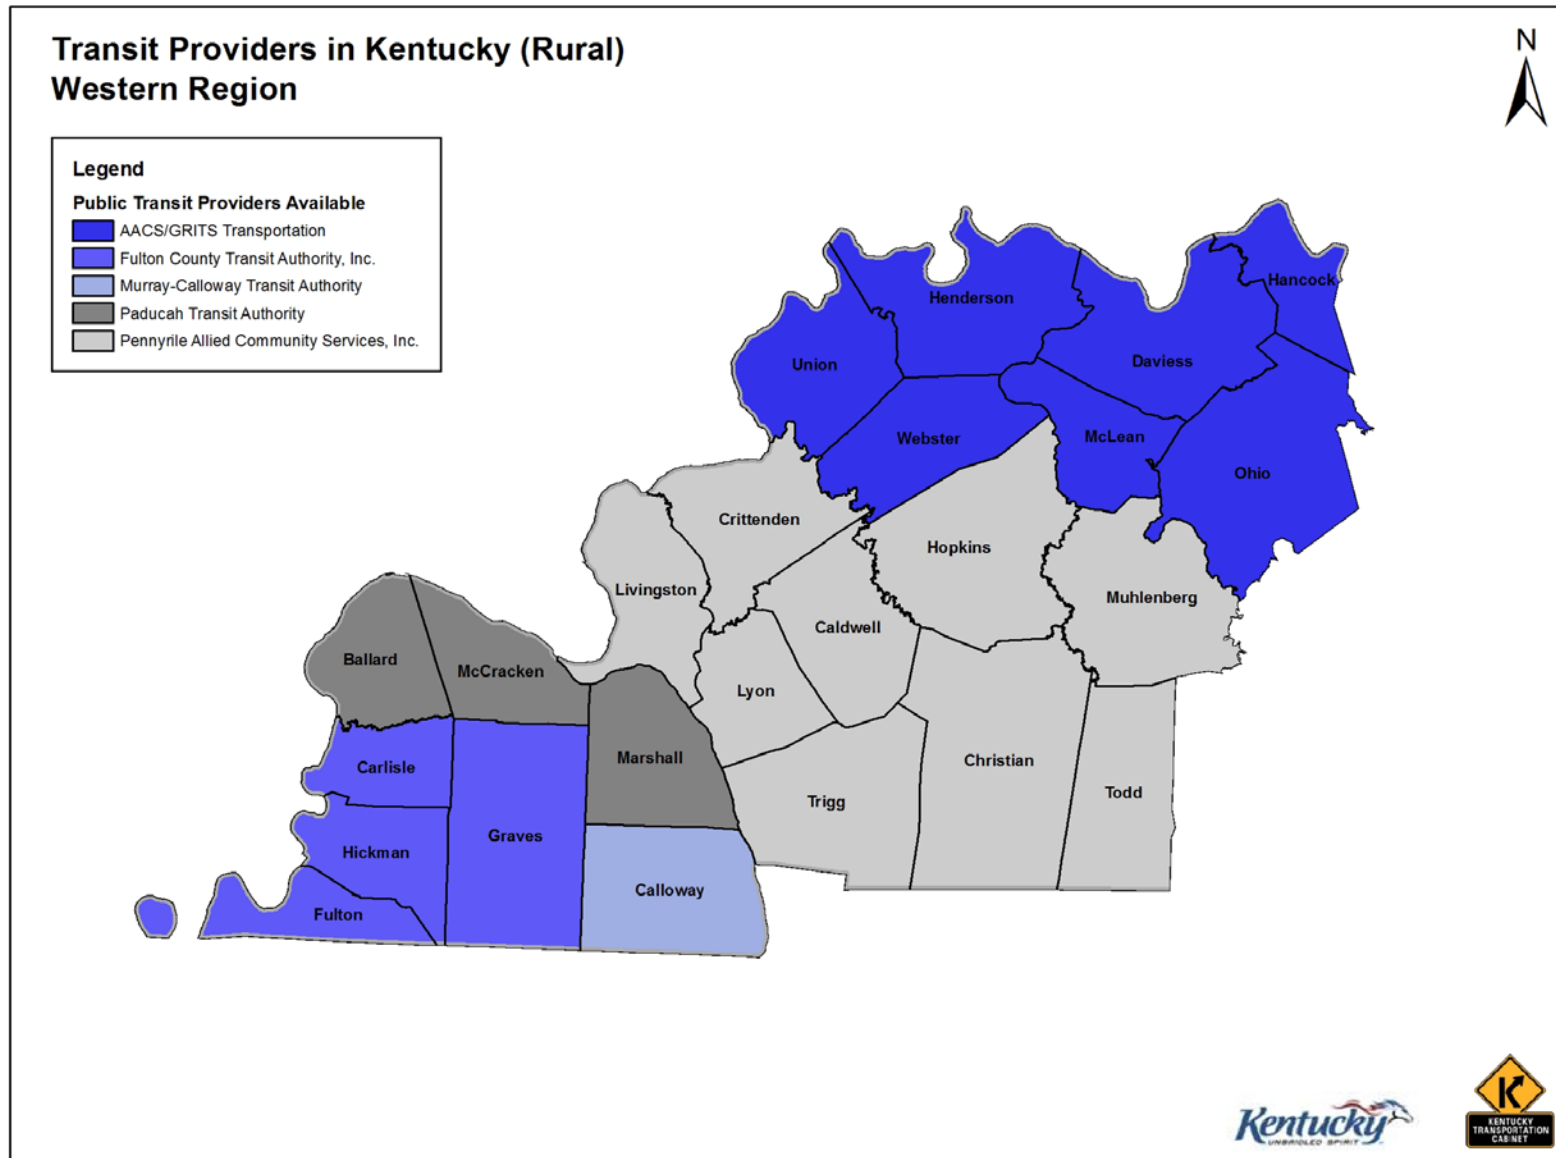 Transit Providers in Kentucky (Rural)
Western Region
N
Legend
Public Transit Providers Available
AACS/GRITS Transportation
Fulton County Transit Authority, Inc.
Murray-Calloway Transit Authority
Paducah Transit Authority
Pennyrile Allied Community Services, Inc.
Hancock
Henderson
Daviess
Union
Webster
McLean
Ohio
Crittenden
Hopkins
Livingston
Muhlenberg
Caldwell
Ballard
McCracken
Lyon
Marshall
Christian
Carlisle
Todd
Trigg
Graves
Hickman
Calloway
Fulton
Kentucky
UNBRIDLED SPIRIT
K
KENTUCKY
TRANSPORTATION
CABINET